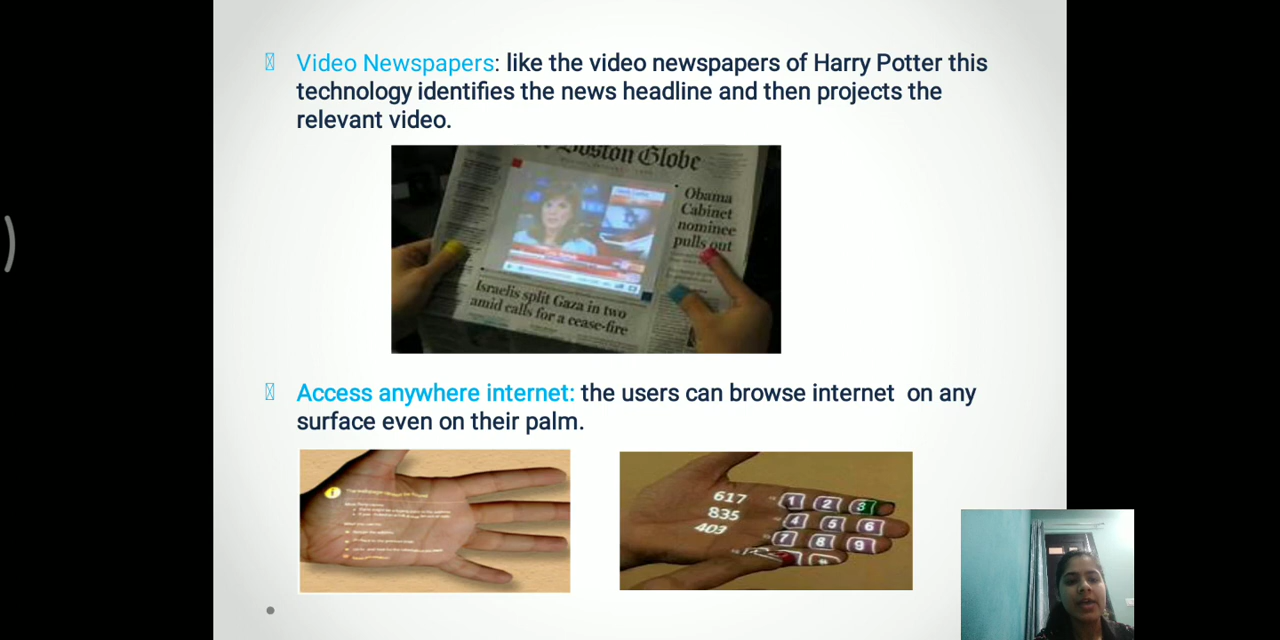 Video Newspapers: like the video newspapers of Harry Potter this
technology identifies the news headline and then projects the
relevant video.
Boston Globe
Obama
Cabinet
nominee
pulls out
Israelis split Gaza in two
amid calls for a cease-fire
Access anywhere internet: the users can browse internet on any
surface even on their palm.
617
835
403
1 2 3
4 5 6
7 8 9